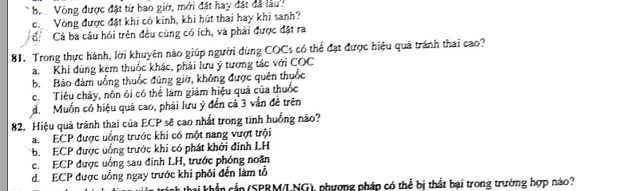 b. Vòng được đặt từ bao giờ, mới đặt hay đặt đã lâu?
c. Vòng được đặt khi có kinh, khi hút thai hay khi sanh?
d. Cả ba câu hỏi trên đều cùng có ích, và phải được đặt ra
81. Trong thực hành, lời khuyên nào giúp người dùng COCs có thể đạt được hiệu quả tránh thai cao?
a. Khi dùng kèm thuốc khác, phải lưu ý tương tác với COC
b. Bảo đảm uống thuốc đúng giờ, không được quên thuốc
c. Tiêu chảy, nôn ói có thể làm giảm hiệu quả của thuốc
d. Muốn có hiệu quả cao, phải lưu ý đến cả 3 vấn đề trên
82. Hiệu quả tránh thai của ECP sẽ cao nhất trong tình huống nào?
a. ECP được uống trước khi có một nang vượt trội
b. ECP được uống trước khi có phát khởi đỉnh LH
c. ECP được uống sau đỉnh LH, trước phóng noãn
d. ECP được uống ngay trước khi phôi đến làm tổ
tránh thai khẩn cấp (SPRM/LNG), phương pháp có thể bị thất bại trong trường hợp nào?